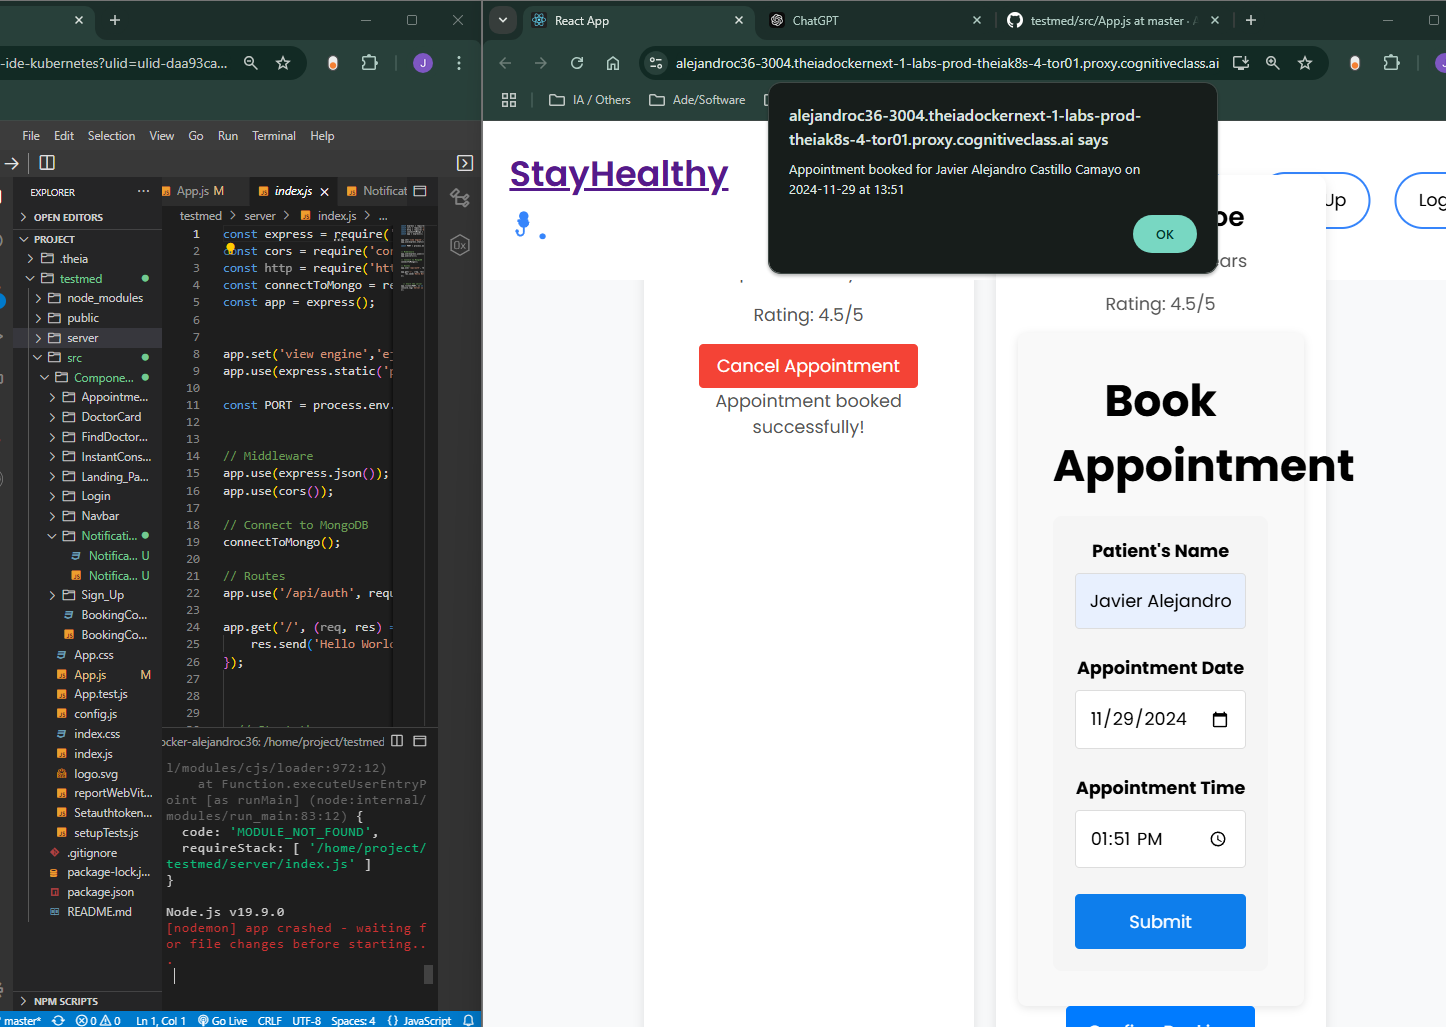 React App
ChatGPT
testmed/src/App.js at master ·
-ide-kubernetes?ulid=ulid-daa93ca...
J
alejandroc36-3004.theiadockernext-1-labs-prod-theiak8s-4-tor01.proxy.cognitiveclass.ai
IA / Others
Ade/Software
File Edit Selection View Go Run Terminal Help
EXPLORER
OPEN EDITORS
PROJECT
.theia
testmed
node_modules
public
server
src
Compone...
Appointme...
DoctorCard
FindDoctor...
InstantCons...
Landing_Pa...
Login
Navbar
Notificati...
Notifica... U
Notifica... U
Sign_Up
BookingCo...
BookingCo...
App.css
App.js M
App.test.js
config.js
index.css
index.js
logo.svg
reportWebVit...
Setauthtoken...
setupTests.js
.gitignore
package-lock.j...
package.json
README.md
NPM SCRIPTS
App.js M
index.js
Notificat
testmed > server > index.js > ...
1 const express = require('
2 const cors = require('cor
3 const http = require('htt
4 const connectToMongo = re
5 const app = express();
6
7
8 app.set('view engine','ej
9 app.use(express.static('p
10
11 const PORT = process.env.
12
13
14 // Middleware
15 app.use(express.json());
16 app.use(cors());
17
18 // Connect to MongoDB
19 connectToMongo();
20
21 // Routes
22 app.use('/api/auth', requ
23
24 app.get('/', (req, res) =
25 res.send('Hello World
26 });
27
28
29
ocker-alejandroc36: /home/project/testmed
l/modules/cjs/loader:972:12)
at Function.executeUserEntryP
oint [as runMain] (node:internal/
modules/run_main:83:12) {
code: 'MODULE_NOT_FOUND',
requireStack: [ '/home/project/
testmed/server/index.js' ]
}
Node.js v19.9.0
[nodemon] app crashed - waiting f
or file changes before starting..
.
master* 0 0 Ln 1, Col 1 Go Live CRLF UTF-8 Spaces: 4 {} JavaScript
StayHealthy
alejandroc36-3004.theiadockernext-1-labs-prod-
theiak8s-4-tor01.proxy.cognitiveclass.ai says
Appointment booked for Javier Alejandro Castillo Camayo on
2024-11-29 at 13:51
OK
Up
Log
oe
ears
Rating: 4.5/5
Cancel Appointment
Appointment booked
successfully!
Rating: 4.5/5
Book
Appointment
Patient's Name
Javier Alejandro
Appointment Date
11/29/2024
Appointment Time
01:51 PM
Submit